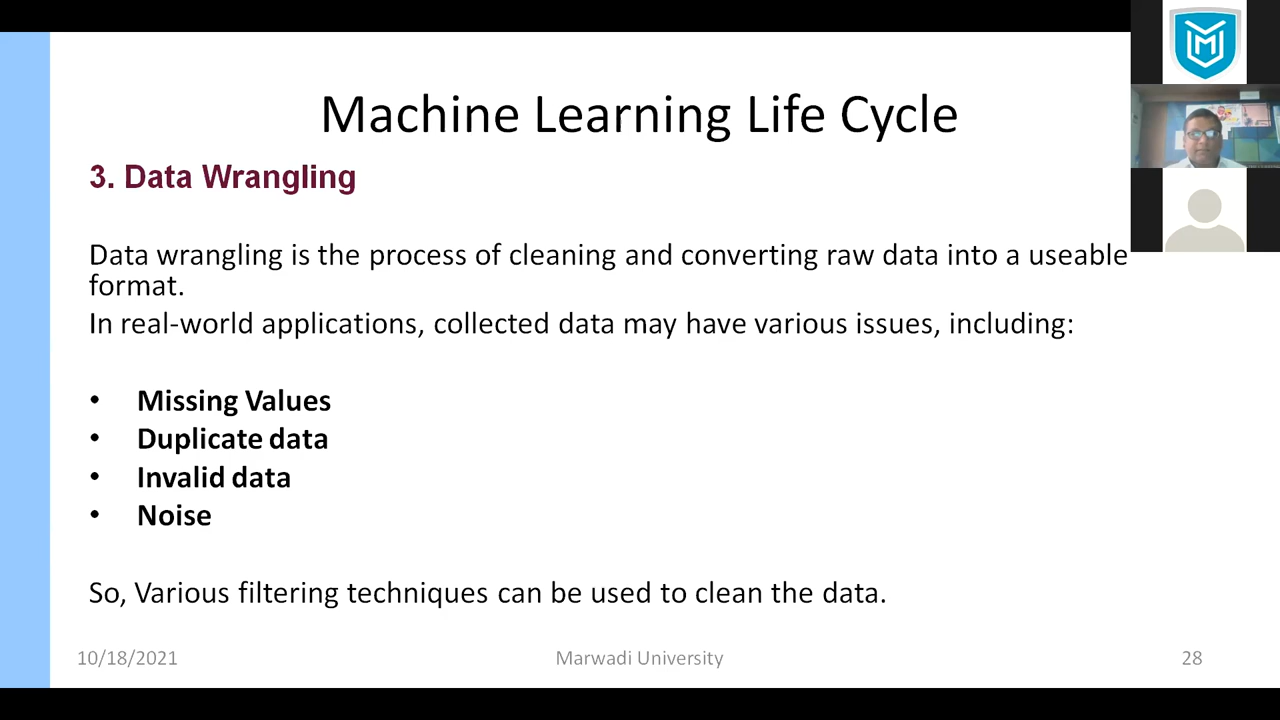 Machine Learning Life Cycle
3. Data Wrangling
Data wrangling is the process of cleaning and converting raw data into a useable
format.
In real-world applications, collected data may have various issues, including:
• Missing Values
• Duplicate data
• Invalid data
• Noise
So, Various filtering techniques can be used to clean the data.
10/18/2021
Marwadi University
28